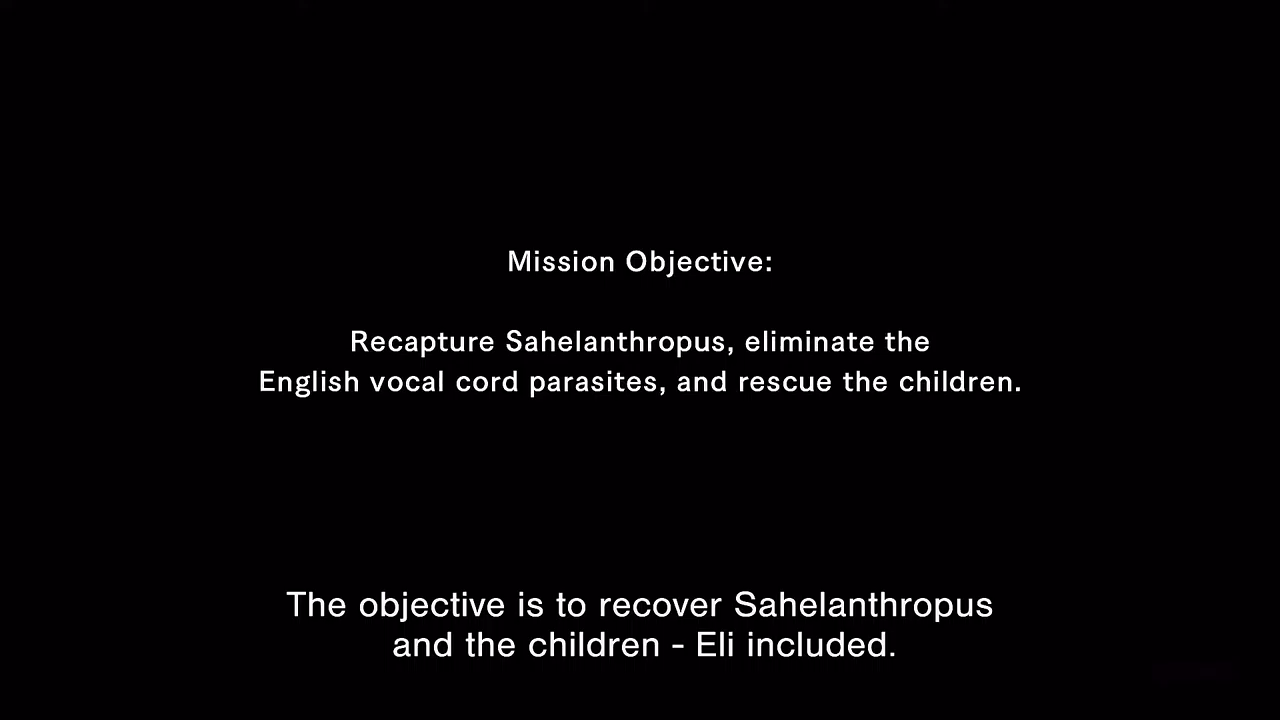 Mission Objective:
Recapture Sahelanthropus, eliminate the
English vocal cord parasites, and rescue the children.
The objective is to recover Sahelanthropus
and the children - Eli included.